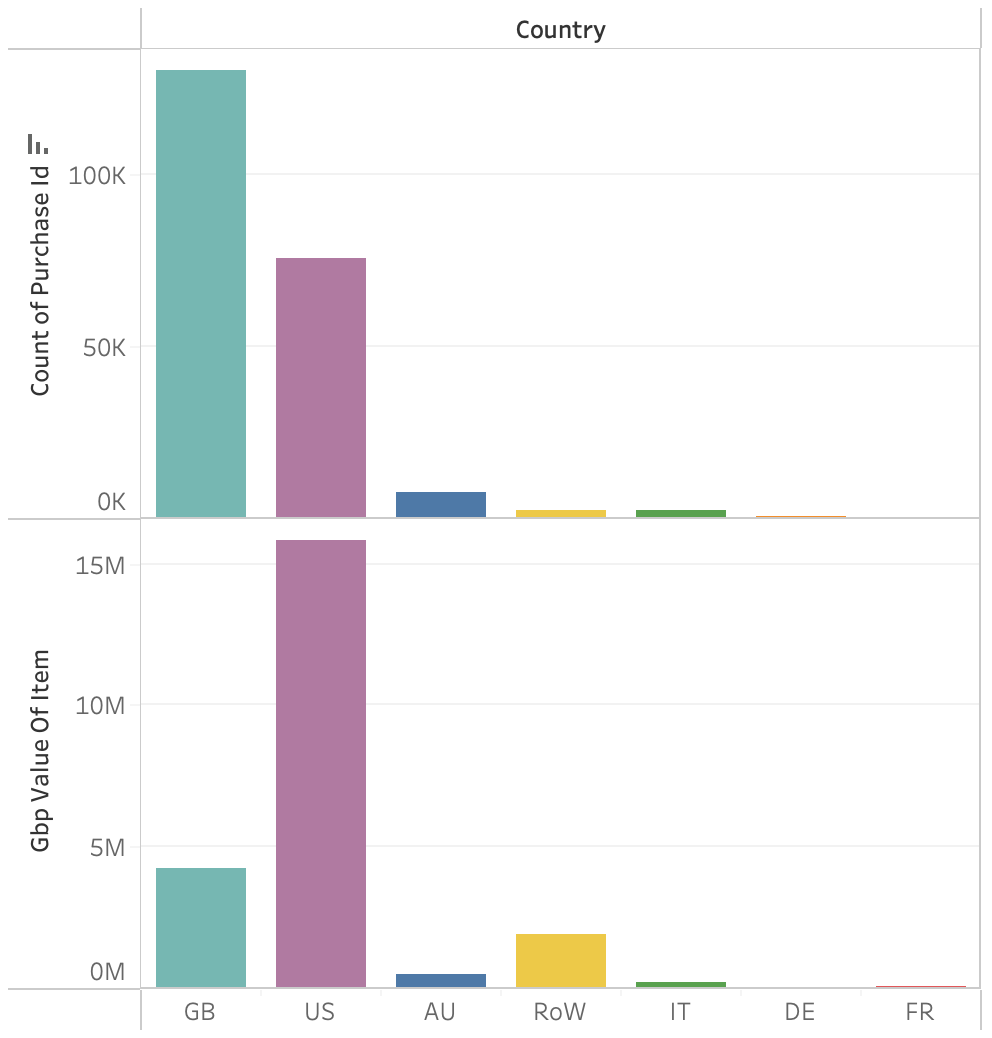 Country
Count of Purchase Id
100K
50K
0K
Gbp Value Of Item
15M
10M
5M
0M
GB US AU RoW IT DE FR